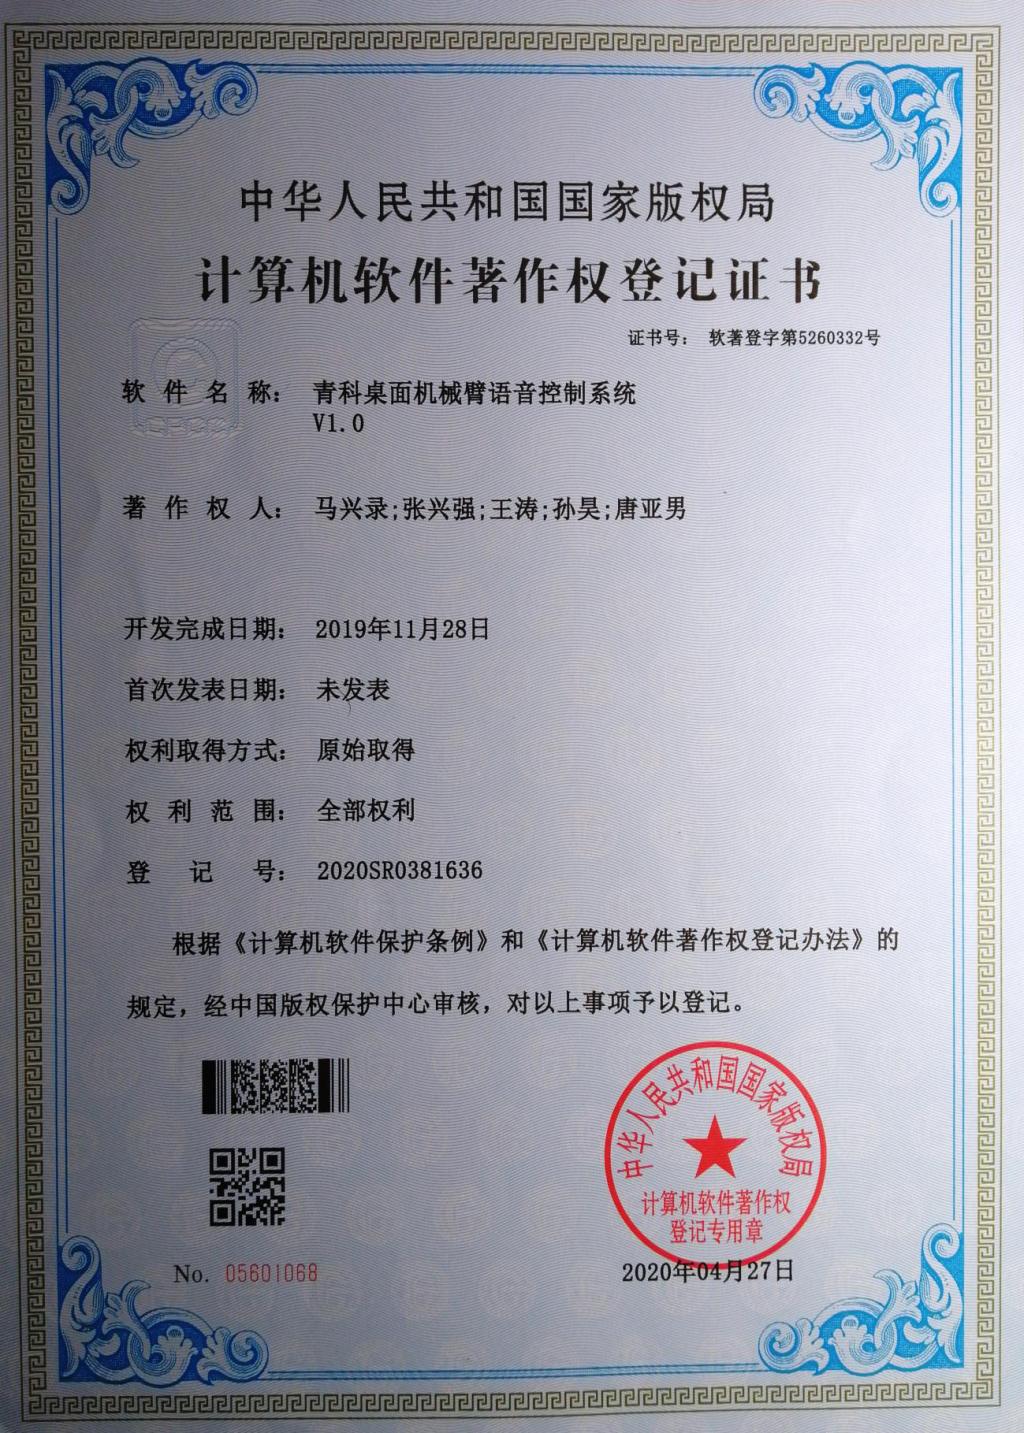 中华人民共和国国家版权局
计算机软件著作权登记证书
证书号： 软著登字第5260332号
软件名称： 青科桌面机械臂语音控制系统
V1.0
著作权人： 马兴录;张兴强;王涛;孙昊;唐亚男
开发完成日期： 2019年11月28日
首次发表日期： 未发表
权利取得方式： 原始取得
权利范围： 全部权利
登记号： 2020SR0381636
根据《计算机软件保护条例》和《计算机软件著作权登记办法》的
规定，经中国版权保护中心审核，对以上事项予以登记。
中华人民共和国国家版权局
计算机软件著作权
登记专用章
No. 05601068
2020年04月27日